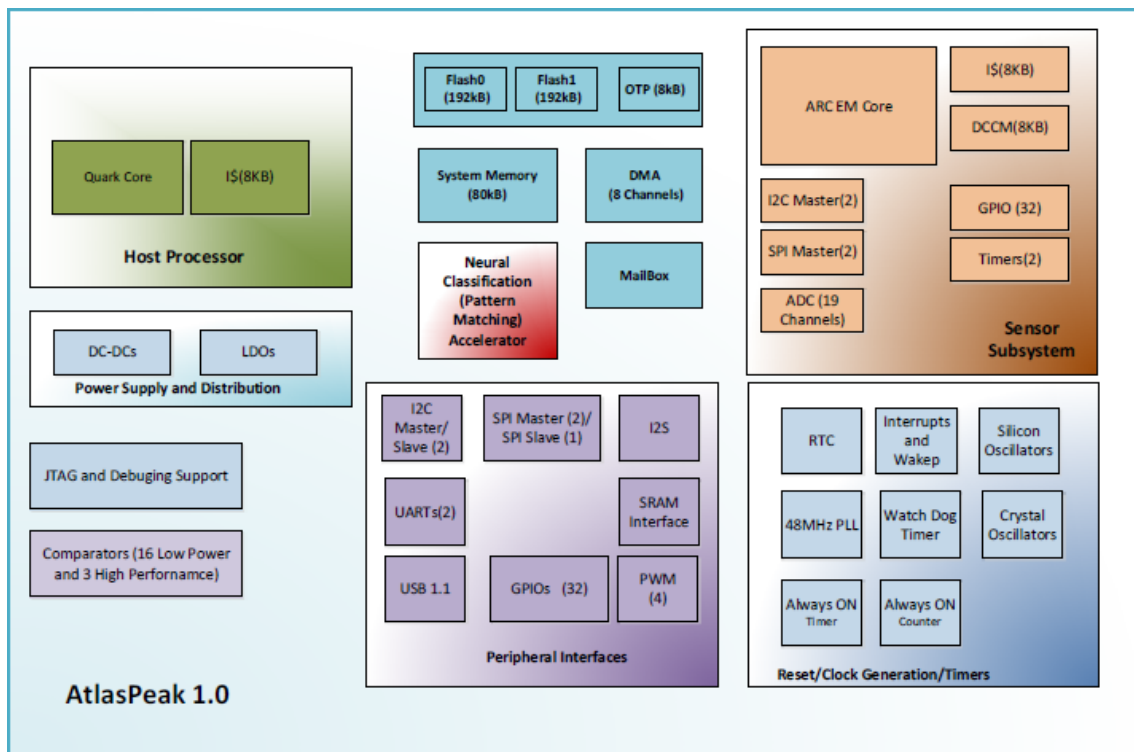 Quark Core
I$(8KB)
Host Processor
DC-DCs
LDOs
Power Supply and Distribution
JTAG and Debuging Support
Comparators (16 Low Power
and 3 High Perfornamce)
AtlasPeak 1.0
Flash0
(192kB)
Flash1
(192kB)
OTP (8kB)
System Memory
(80kB)
DMA
(8 Channels)
Neural
Classification
(Pattern
Matching)
Accelerator
MailBox
I2C
Master/
Slave (2)
SPI Master (2)/
SPI Slave (1)
I2S
UARTs(2)
SRAM
Interface
USB 1.1
GPIOs (32)
PWM
(4)
Peripheral Interfaces
ARC EM Core
I$(8KB)
DCCM(8KB)
I2C Master(2)
GPIO (32)
SPI Master(2)
Timers(2)
ADC (19
Channels)
Sensor
Subsystem
RTC
Interrupts
and
Wakep
Silicon
Oscillators
48MHz PLL
Watch Dog
Timer
Crystal
Oscillators
Always ON
Timer
Always ON
Counter
Reset/Clock Generation/Timers